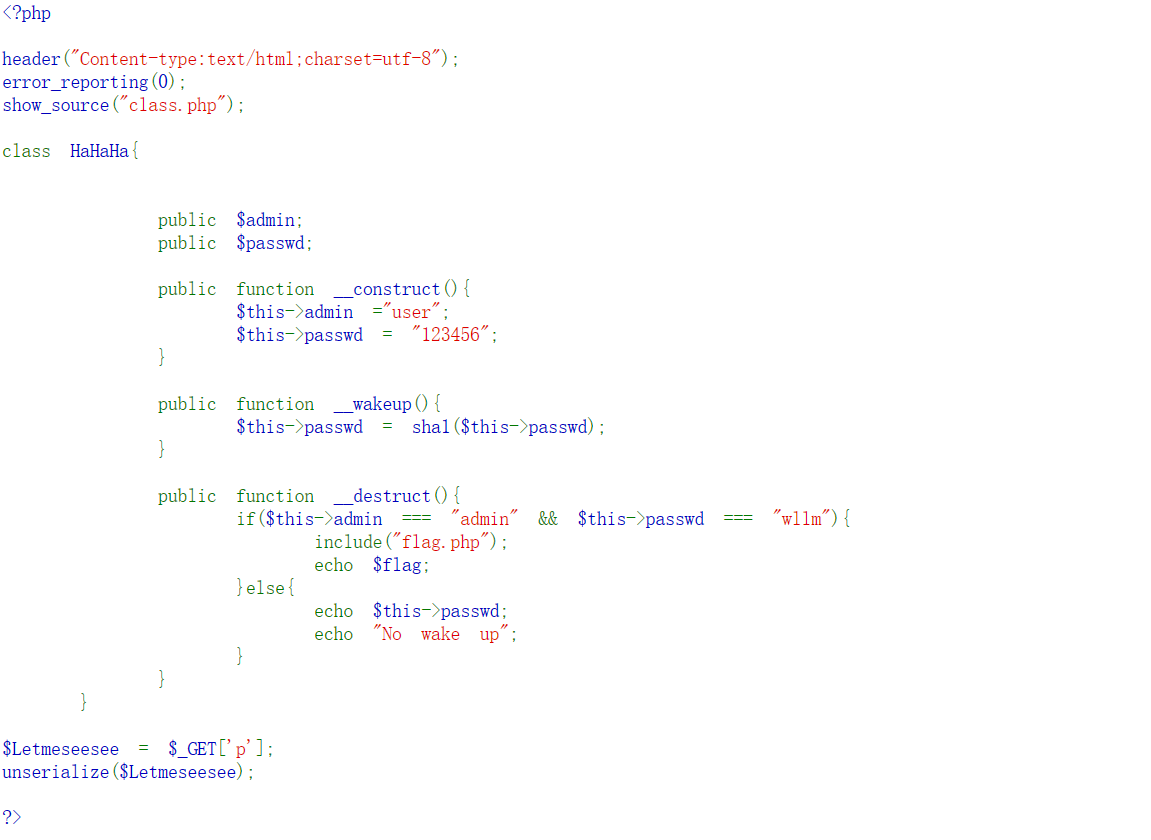 <?php
header("Content-type:text/html;charset=utf-8");
error_reporting(0);
show_source("class.php");
class HaHaHa{
public $admin;
public $passwd;
public function __construct(){
$this->admin ="user";
$this->passwd = "123456";
}
public function __wakeup(){
$this->passwd = sha1($this->passwd);
}
public function __destruct(){
if($this->admin === "admin" && $this->passwd === "wllm"){
include("flag.php");
echo $flag;
}else{
echo $this->passwd;
echo "No wake up";
}
}
}
$Letmeseesee = $_GET['p'];
unserialize($Letmeseesee);
?>